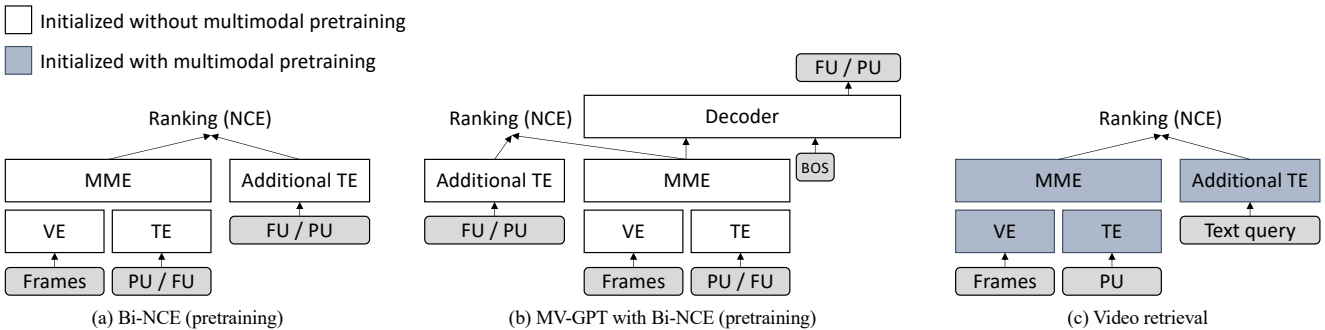 Initialized without multimodal pretraining
Initialized with multimodal pretraining
Ranking (NCE)
MME
Additional TE
VE
TE
FU / PU
Frames
PU / FU
(a) Bi-NCE (pretraining)
FU / PU
Ranking (NCE)
Decoder
BOS
Additional TE
MME
FU / PU
VE
TE
Frames
PU / FU
(b) MV-GPT with Bi-NCE (pretraining)
Ranking (NCE)
MME
Additional TE
VE
TE
Text query
Frames
PU
(c) Video retrieval